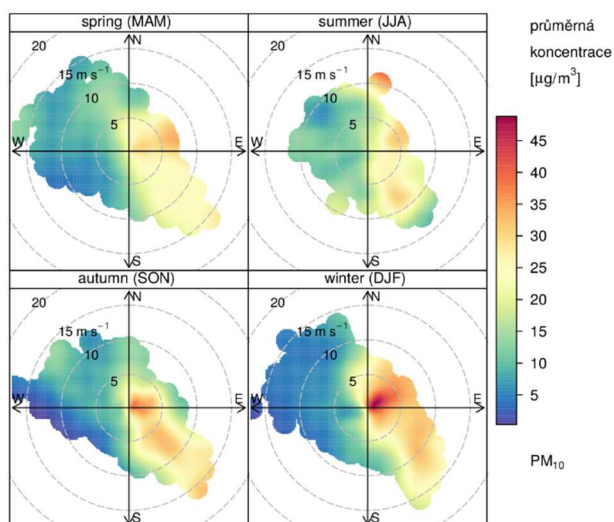 spring (MAM)
20
15 m s⁻¹
10
5
N
W
E
S
summer (JJA)
20
15 m s⁻¹
10
5
N
W
E
S
autumn (SON)
20
15 m s⁻¹
10
5
N
W
E
S
winter (DJF)
20
15 m s⁻¹
10
5
N
W
E
S
průměrná
koncentrace
[µg/m³]
45
40
35
30
25
20
15
10
5
PM₁₀